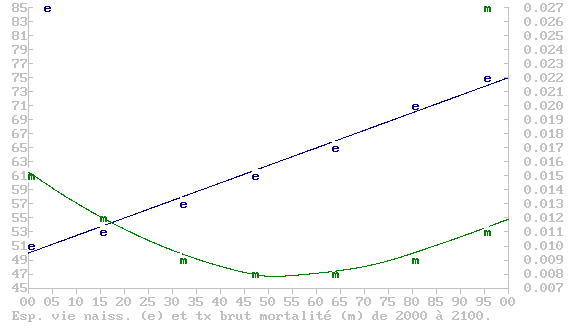 85 e m 0.027
83 0.026
81 0.025
79 0.024
77 0.023
75 e 0.022
73 0.021
71 e 0.020
69 0.019
67 0.018
65 e 0.017
63 0.016
61 m e 0.015
59 0.014
57 e 0.013
55 m 0.012
53 e e m 0.011
51 0.010
49 m m 0.009
47 m m 0.008
45 0.007
00 05 10 15 20 25 30 35 40 45 50 55 60 65 70 75 80 85 90 95 00
Esp. vie naiss. (e) et tx brut mortalité (m) de 2000 à 2100.